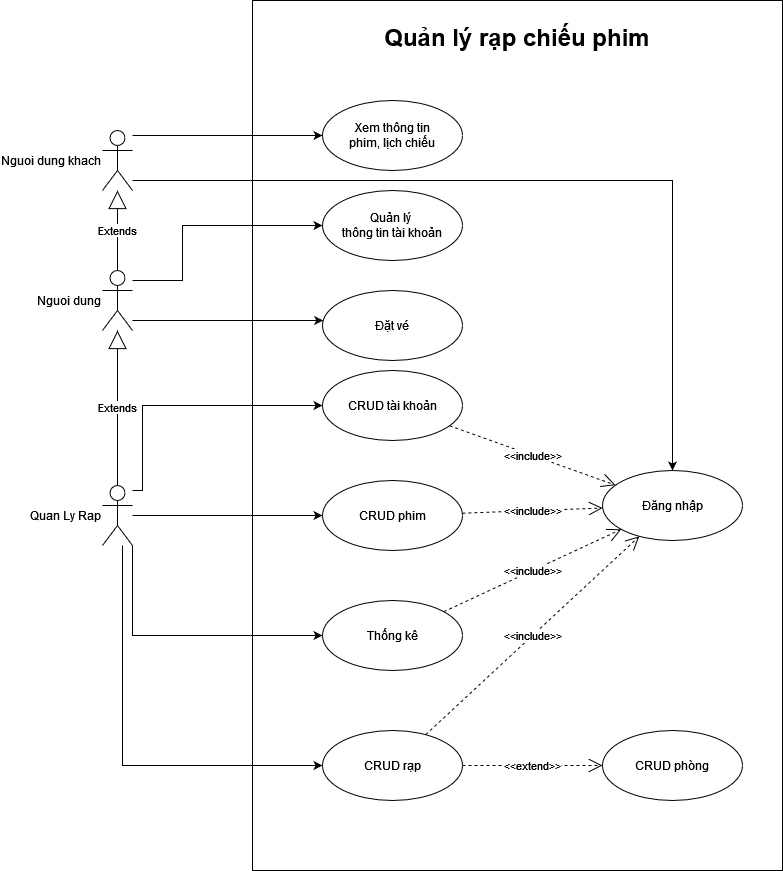 Quản lý rạp chiếu phim
Xem thông tin
phim, lịch chiếu
Nguoi dung khach
Quản lý
thông tin tài khoản
Extends
Nguoi dung
Đặt vé
CRUD tài khoản
Extends
<<include>>
Đăng nhập
Quan Ly Rap
CRUD phim
<<include>>
<<include>>
Thống kê
<<include>>
CRUD rạp
<<extend>>
CRUD phòng